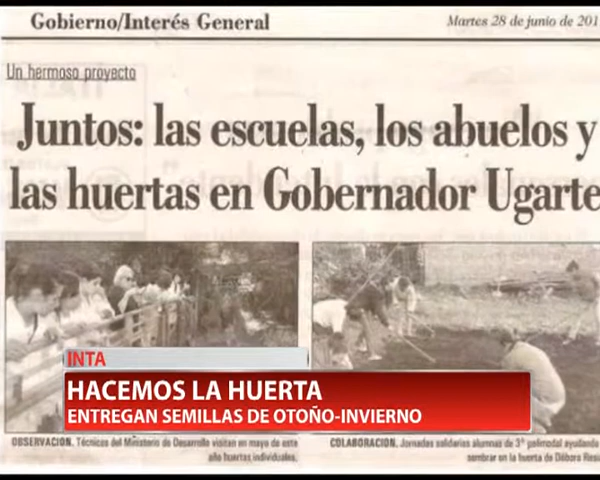 Gobierno/Interés General
Martes 28 de junio de 201
Un hermoso proyecto
Juntos: las escuelas, los abuelos y
las huertas en Gobernador Ugarte
INTA
HACEMOS LA HUERTA
ENTREGAN SEMILLAS DE OTOÑO-INVIERNO
OBSERVACION. Técnicos del Ministerio de Desarrollo visitan en mayo de este
año huertas individuales.
COLABORACION. Jornadas solidarias alumnas de 3º polimodal ayudando
sembrar en la huerta de Débora